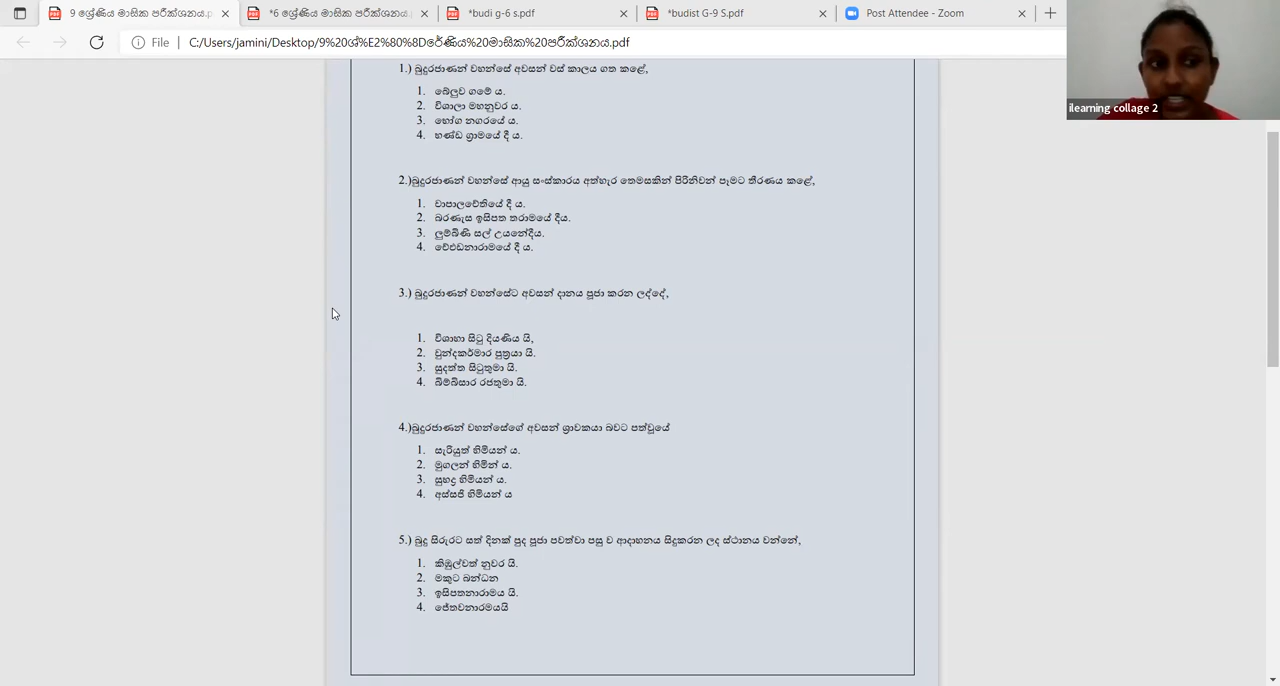 9 ශ්‍රේණිය මාසික පරීක්ශනය.p
*6 ශ්‍රේණිය මාසික පරීක්ශනය.
*budi g-6 s.pdf
*budist G-9 S.pdf
Post Attendee - Zoom
File C:/Users/jamini/Desktop/9%20ශ්%E2%80%8Dරේණිය%20මාසික%20පරීක්ශනය.pdf
ilearning collage 2
1.) බුදුරජාණන් වහන්සේ අවසන් වස් කාලය ගත කළේ,
1. බේලුව ගමේ ය.
2. විශාලා මහනුවර ය.
3. භෝග නගරයේ ය.
4. භණ්ඩ ග්‍රාමයේ දී ය.
2.)බුදුරජාණන් වහන්සේ ආයු සංස්කාරය අත්හැර තෙමසකින් පිරිනිවන් පෑමට තීරණය කළේ,
1. චාපාලචේතියේ දී ය.
2. බරණැස ඉසිපත තරාමයේ දීය.
3. ලුම්බිණි සල් උයනේදීය.
4. වේළුවනාරාමයේ දී ය.
3.) බුදුරජාණන් වහන්සේට අවසන් දානය පූජා කරන ලද්දේ,
1. විශාඛා සිටු දියණිය යි,
2. චුන්දකර්මාර පුත්‍රයා යි.
3. සුදත්ත සිටුතුමා යි.
4. බිම්බිසාර රජතුමා යි.
4.)බුදුරජාණන් වහන්සේගේ අවසන් ශ්‍රාවකයා බවට පත්වූයේ
1. සැරියුත් හිමියන් ය.
2. මුගලන් හිමින් ය.
3. සුභද්‍ර හිමියන් ය.
4. අස්සජි හිමියන් ය
5.) බුදු සිරුරට සත් දිනක් පුද පූජා පවත්වා පසු ව ආදාහනය සිදුකරන ලද ස්ථානය වන්නේ,
1. කිඹුල්වත් නුවර යි.
2. මකුට බන්ධන
3. ඉසිපතනාරාමය යි.
4. ජේතවනාරමයයි